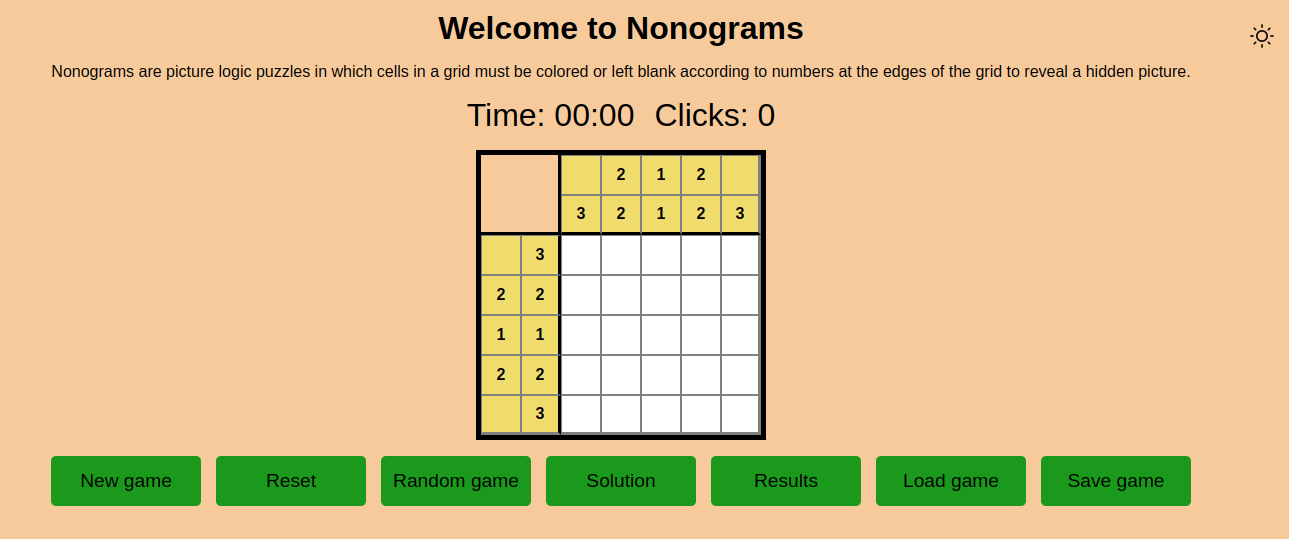 Welcome to Nonograms
Nonograms are picture logic puzzles in which cells in a grid must be colored or left blank according to numbers at the edges of the grid to reveal a hidden picture.
Time: 00:00 Clicks: 0
2 1 2
3 2 1 2 3
3
2 2
1 1
2 2
3
New game Reset Random game Solution Results Load game Save game